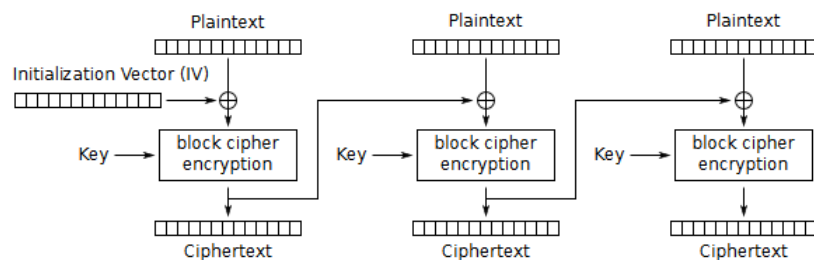 Plaintext
Plaintext
Plaintext
Initialization Vector (IV)
Key
block cipher
encryption
Key
block cipher
encryption
Key
block cipher
encryption
Ciphertext
Ciphertext
Ciphertext